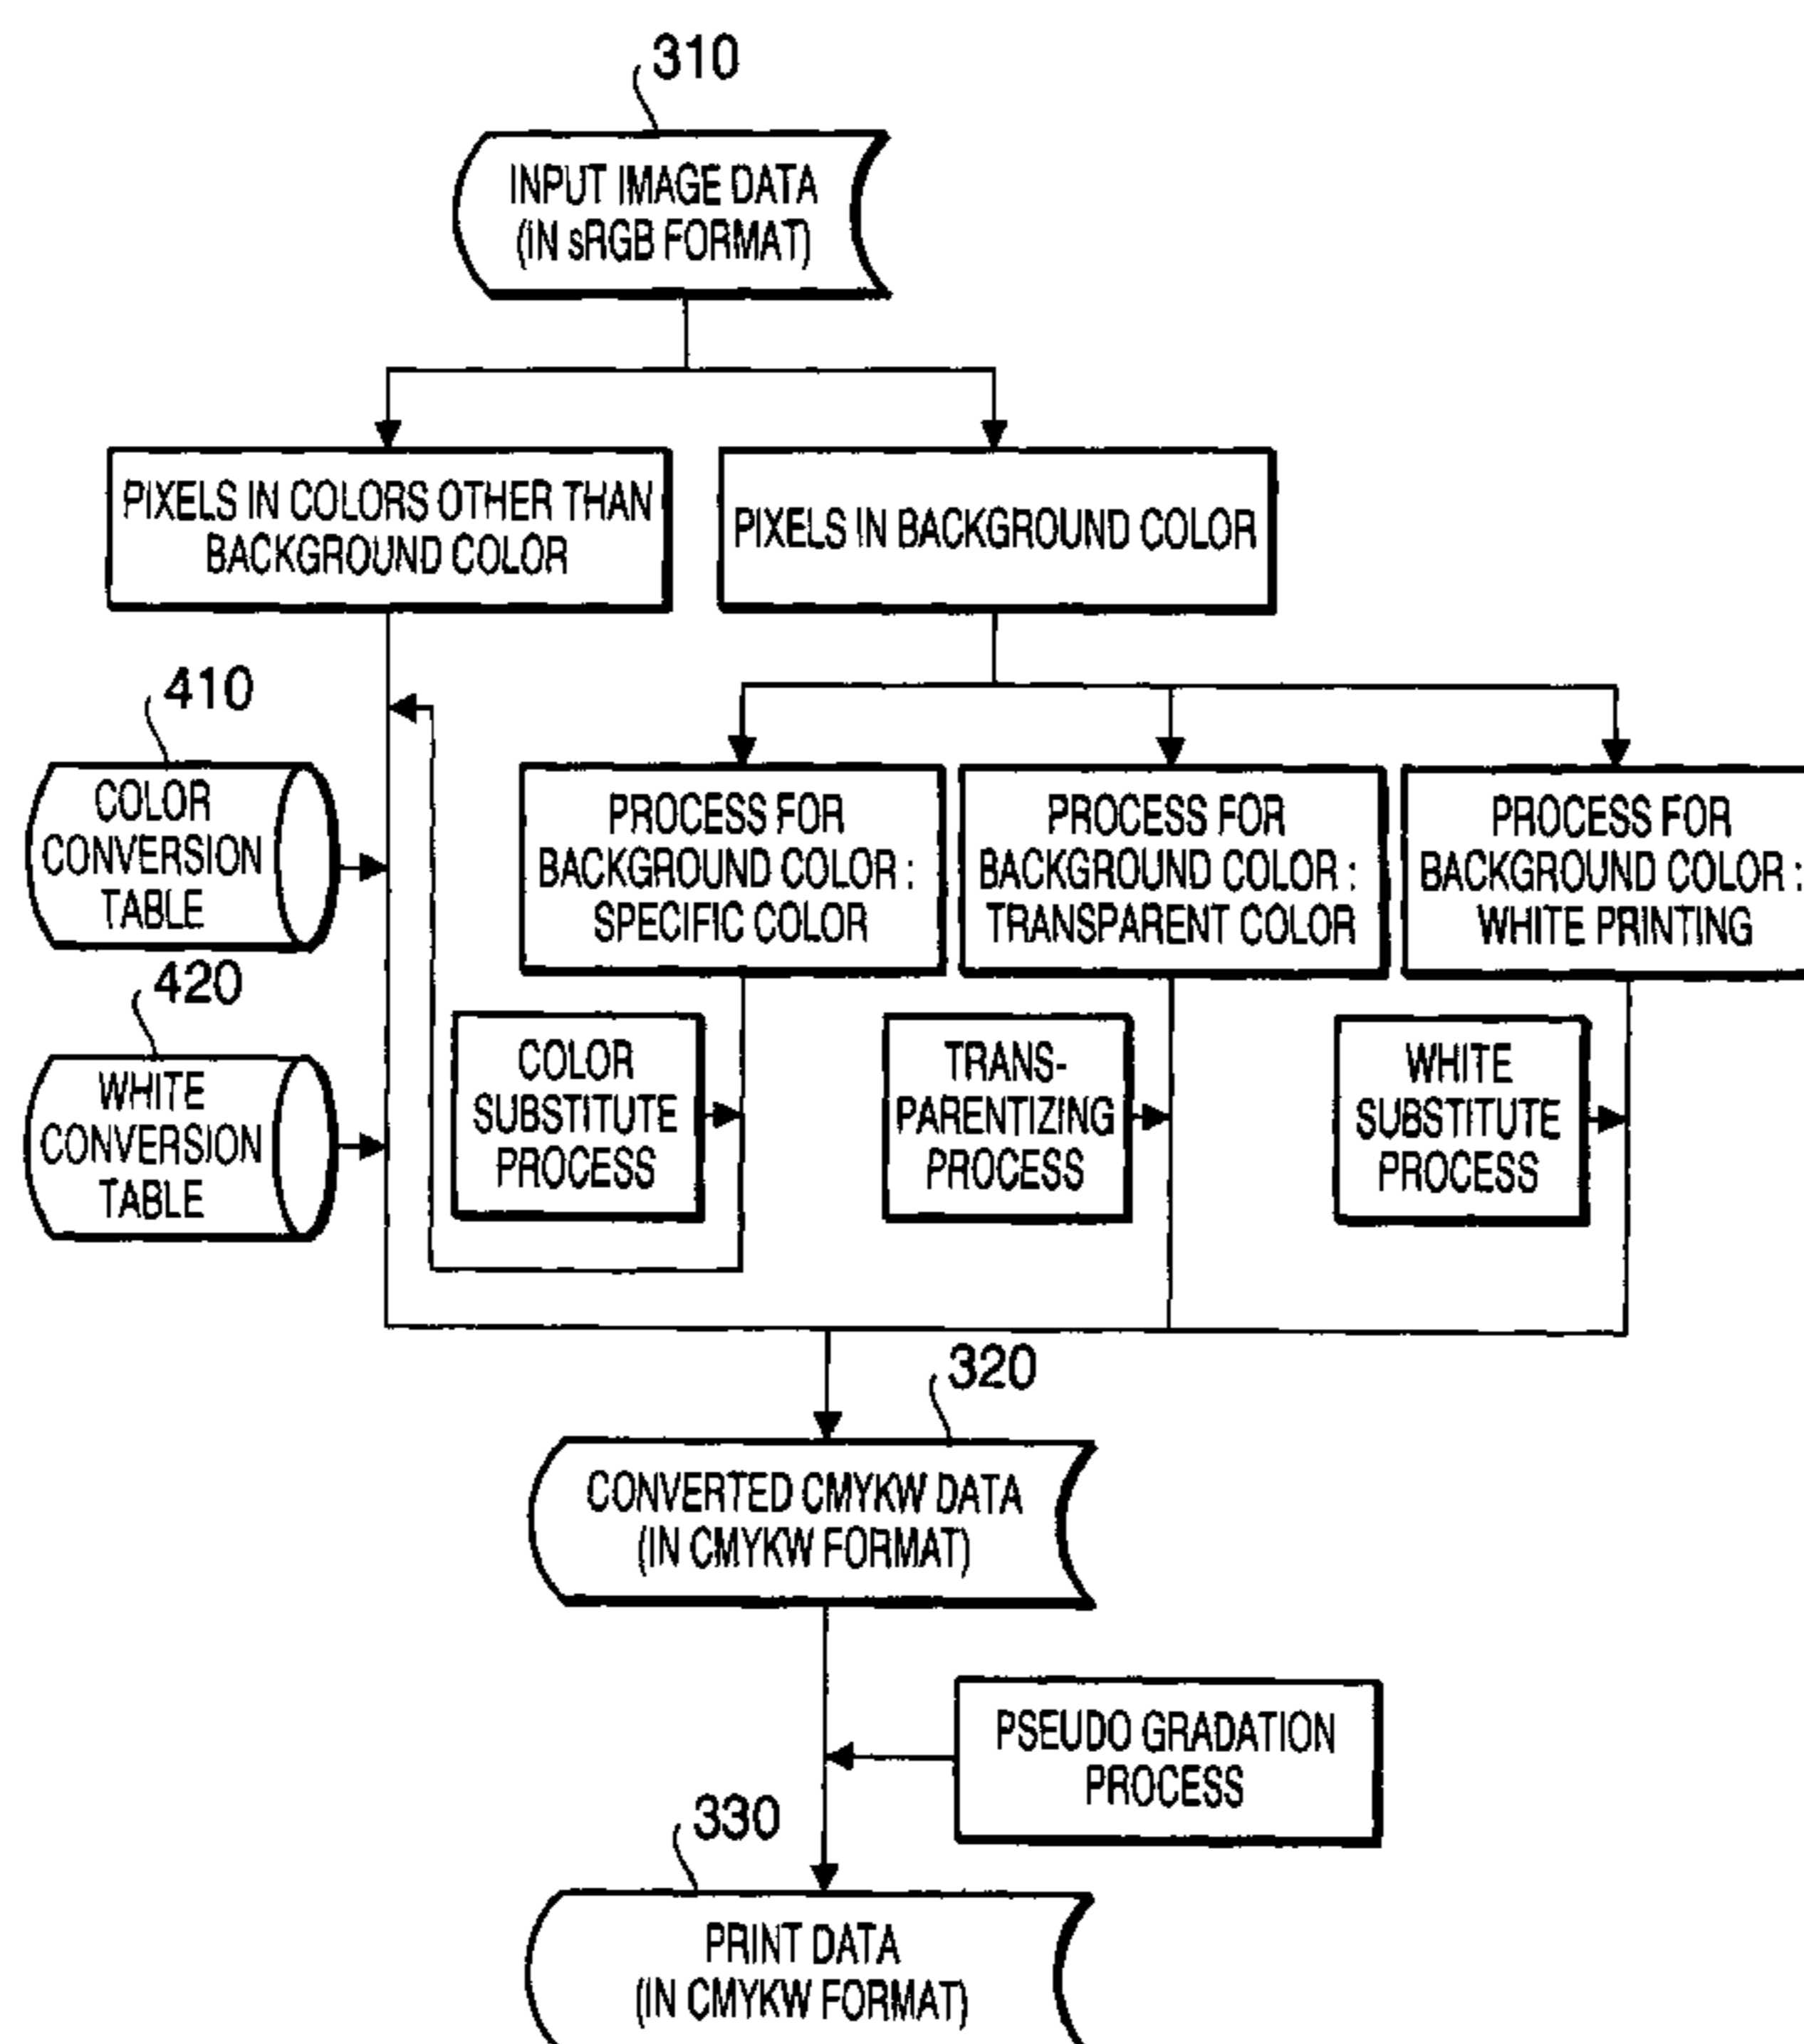 310
INPUT IMAGE DATA
(IN sRGB FORMAT)
PIXELS IN COLORS OTHER THAN
BACKGROUND COLOR
PIXELS IN BACKGROUND COLOR
410
COLOR
CONVERSION
TABLE
PROCESS FOR
BACKGROUND COLOR :
SPECIFIC COLOR
PROCESS FOR
BACKGROUND COLOR :
TRANSPARENT COLOR
PROCESS FOR
BACKGROUND COLOR :
WHITE PRINTING
420
WHITE
CONVERSION
TABLE
COLOR
SUBSTITUTE
PROCESS
TRANS-
PARENTIZING
PROCESS
WHITE
SUBSTITUTE
PROCESS
320
CONVERTED CMYKW DATA
(IN CMYKW FORMAT)
PSEUDO GRADATION
PROCESS
330
PRINT DATA
(IN CMYKW FORMAT)